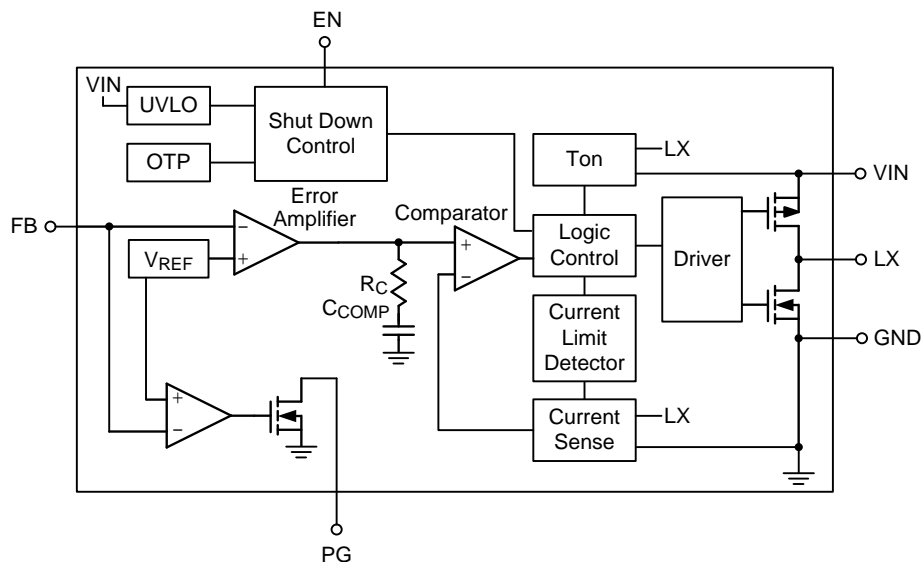 EN
VIN
UVLO
Shut Down
Control
OTP
Ton
LX
VIN
Error
Amplifier
Comparator
FB
−
+
VREF
+
−
Logic
Control
Driver
LX
RC
CCOMP
Current
Limit
Detector
GND
+
−
Current
Sense
LX
PG